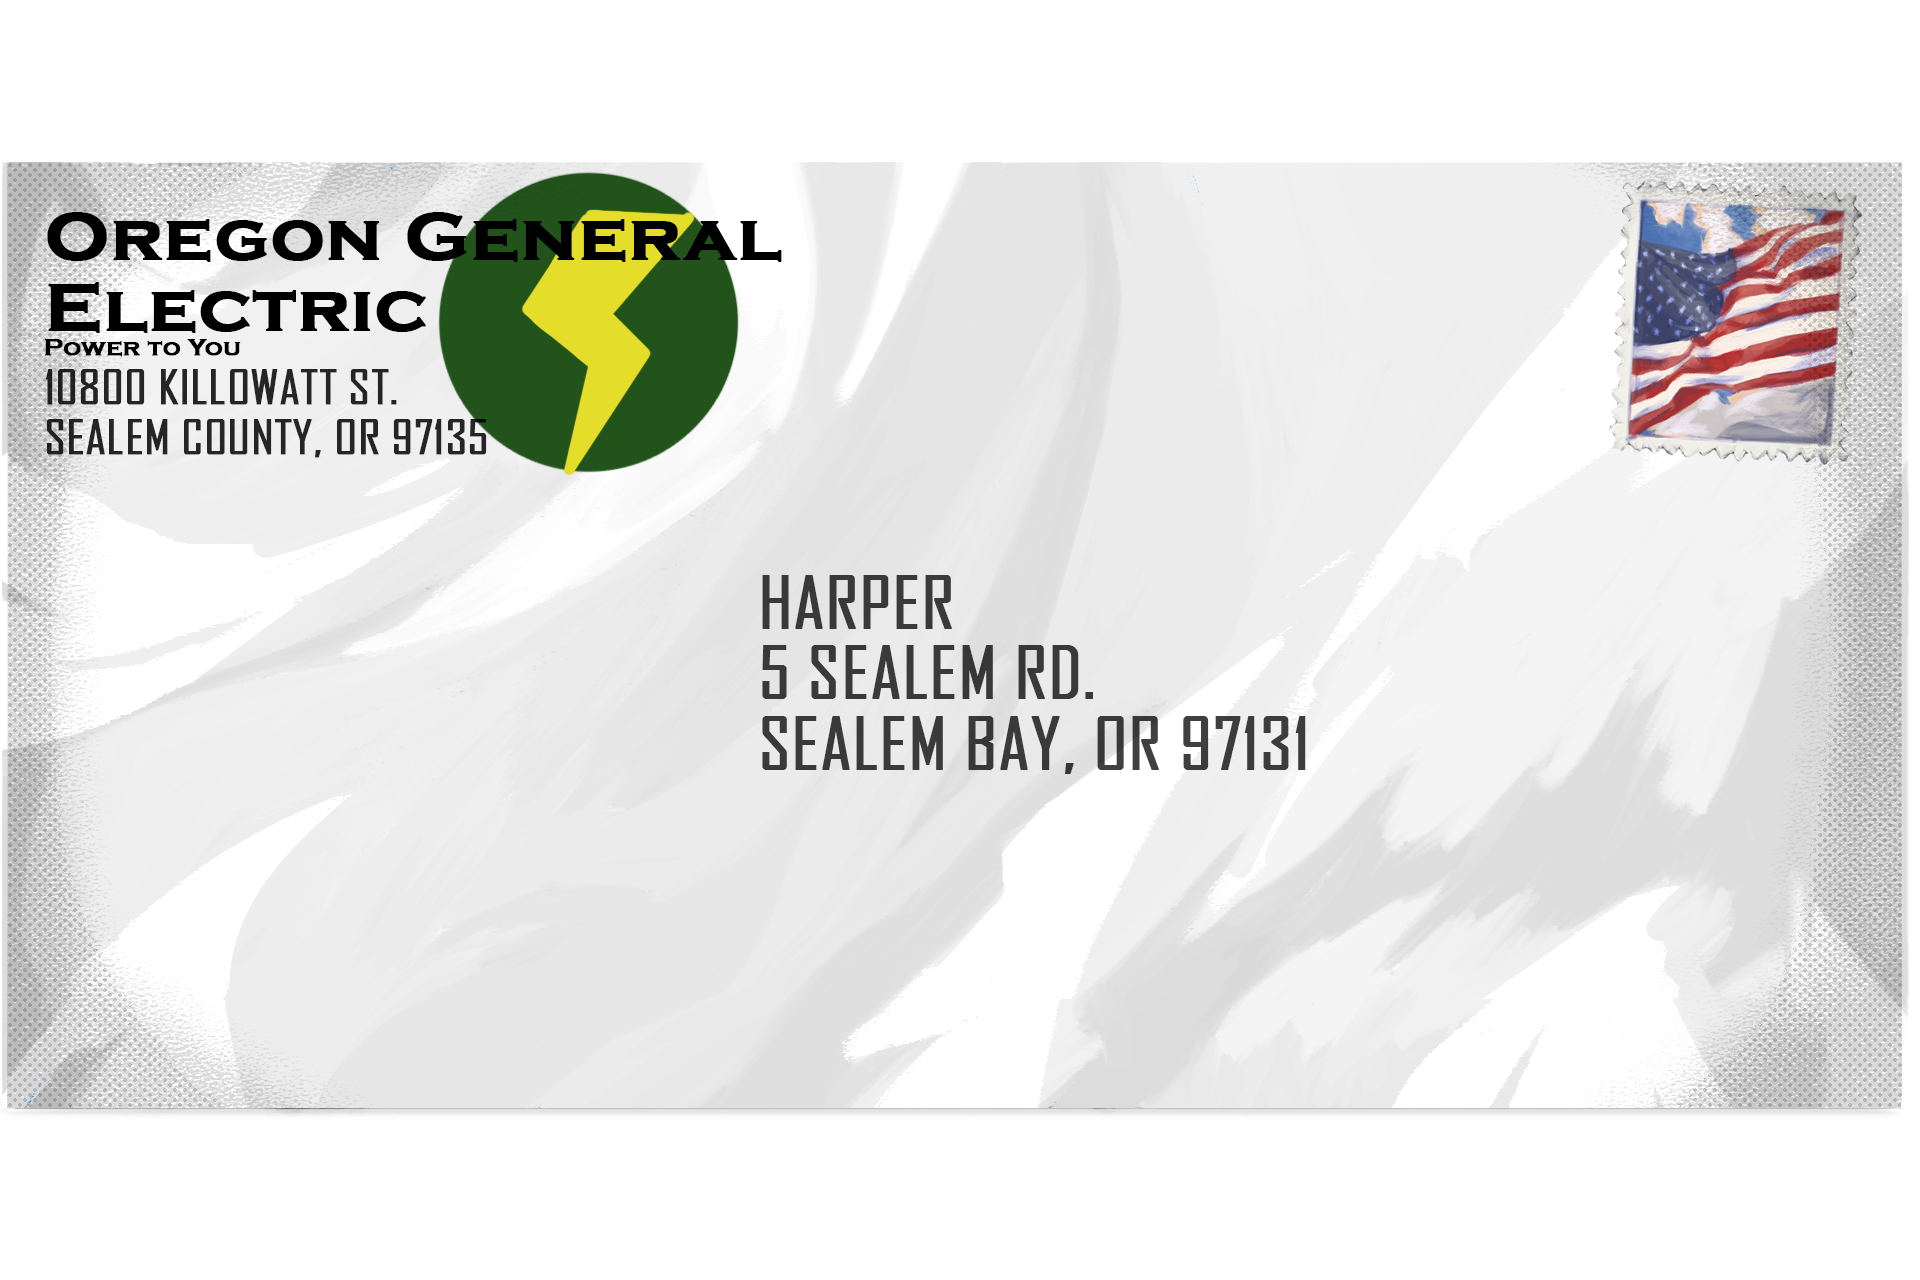 Oregon General
Electric
Power to You
10800 KILLOWATT ST.
SEALEM COUNTY, OR 97135
HARPER
5 SEALEM RD.
SEALEM BAY, OR 97131